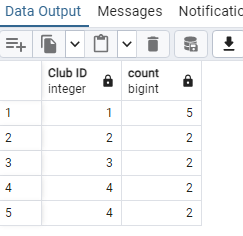 Data Output Messages Notificatio
Club ID count
integer bigint
1 1 5
2 2 2
3 3 2
4 4 2
5 4 2